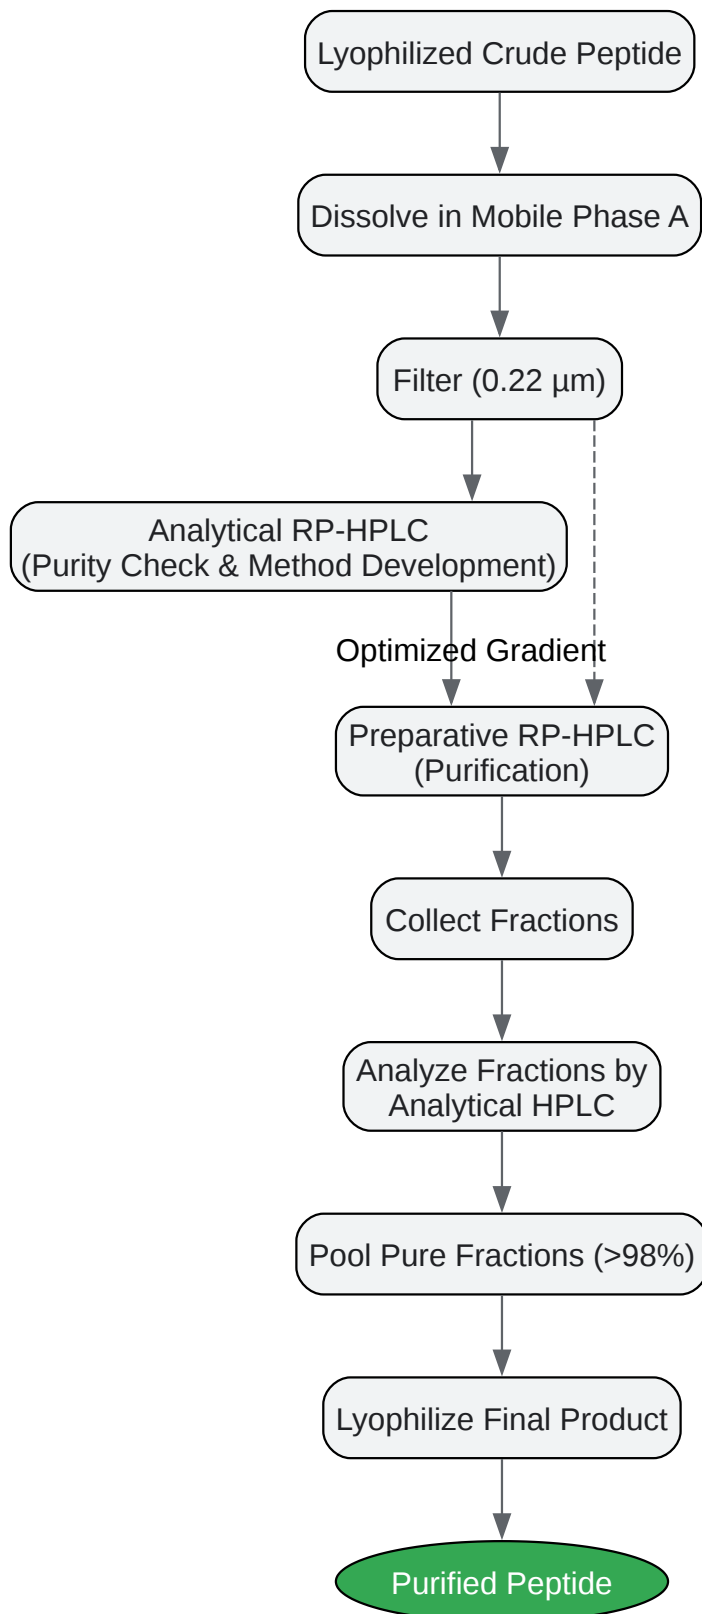 Lyophilized Crude Peptide
Dissolve in Mobile Phase A
Filter (0.22 µm)
Analytical RP-HPLC
(Purity Check & Method Development)
Optimized Gradient
Preparative RP-HPLC
(Purification)
Collect Fractions
Analyze Fractions by
Analytical HPLC
Pool Pure Fractions (>98%)
Lyophilize Final Product
Purified Peptide